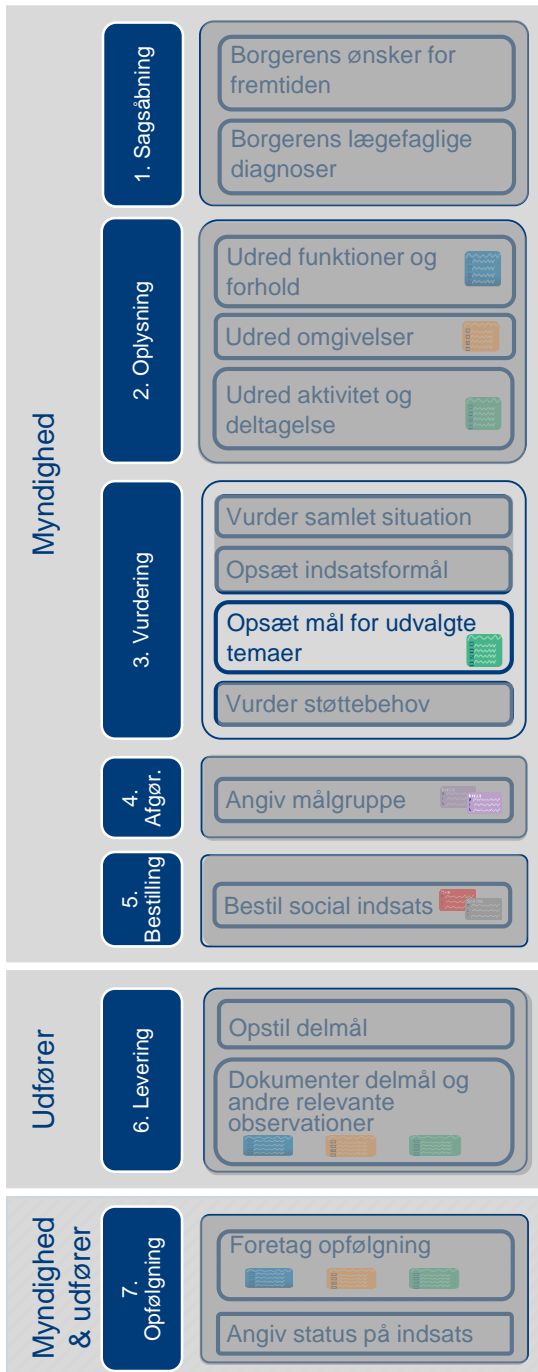 Myndighed
1. Sagsåbning
Borgerens ønsker for
fremtiden
Borgerens lægefaglige
diagnoser
2. Oplysning
Udred funktioner og
forhold
Udred omgivelser
Udred aktivitet og
deltagelse
3. Vurdering
Vurder samlet situation
Opsæt indsatsformål
Opsæt mål for udvalgte
temaer
Vurder støttebehov
4.
Afgør.
Angiv målgruppe
5.
Bestilling
Bestil social indsats
Udfører
6. Levering
Opstil delmål
Dokumenter delmål og
andre relevante
observationer
Myndighed
& udfører
7.
Opfølgning
Foretag opfølgning
Angiv status på indsats